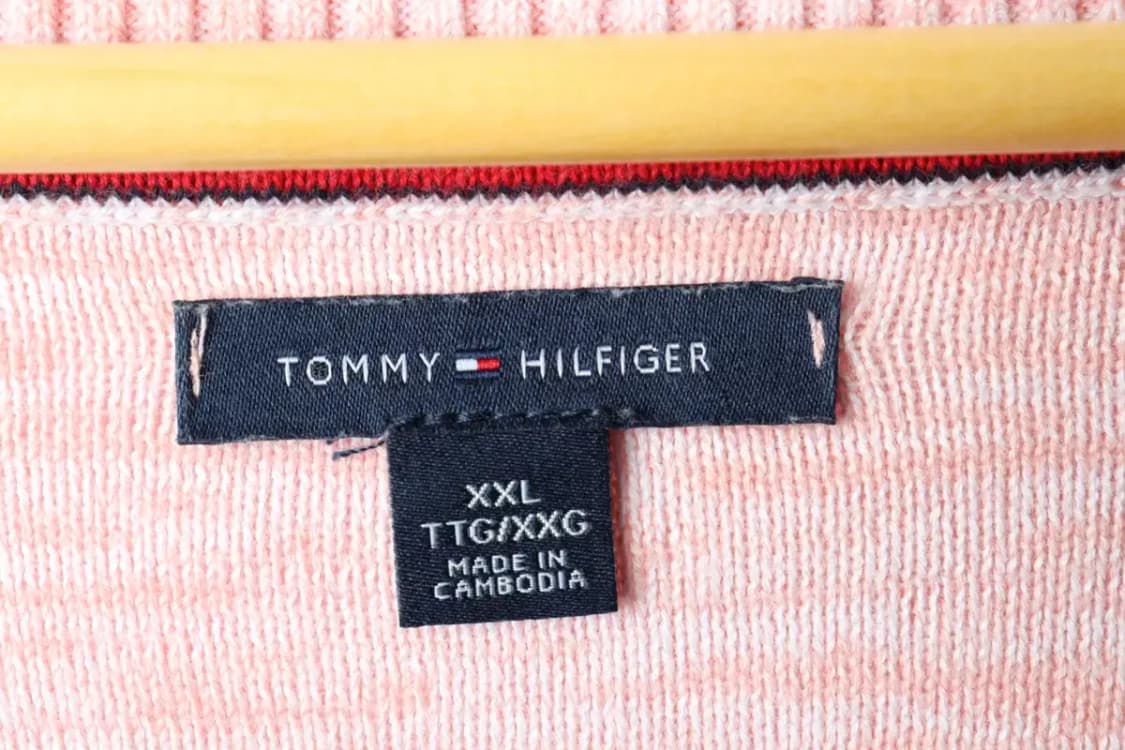 TOMMY HILFIGER
XXL
TTG/XXG
MADE IN
CAMBODIA